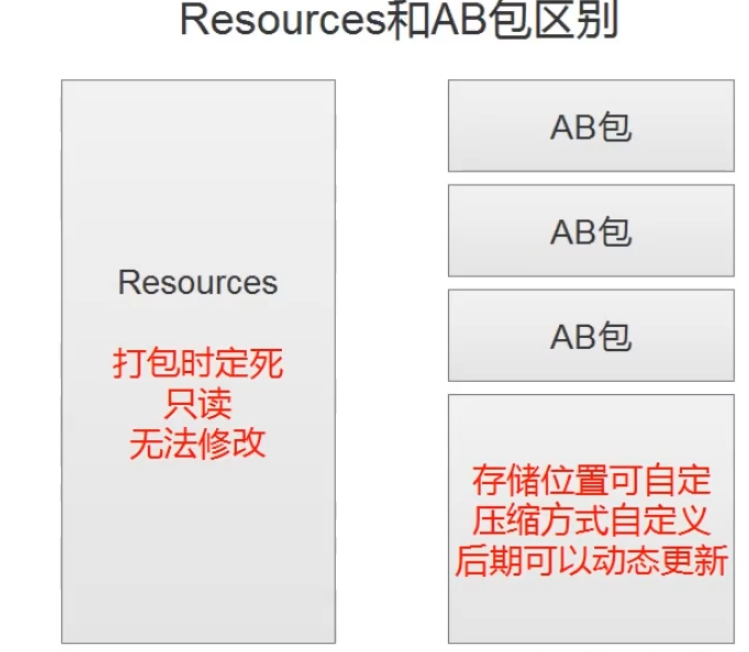 Resources和AB包区别
Resources
打包时定死
只读
无法修改
AB包
AB包
AB包
存储位置可自定
压缩方式自定义
后期可以动态更新